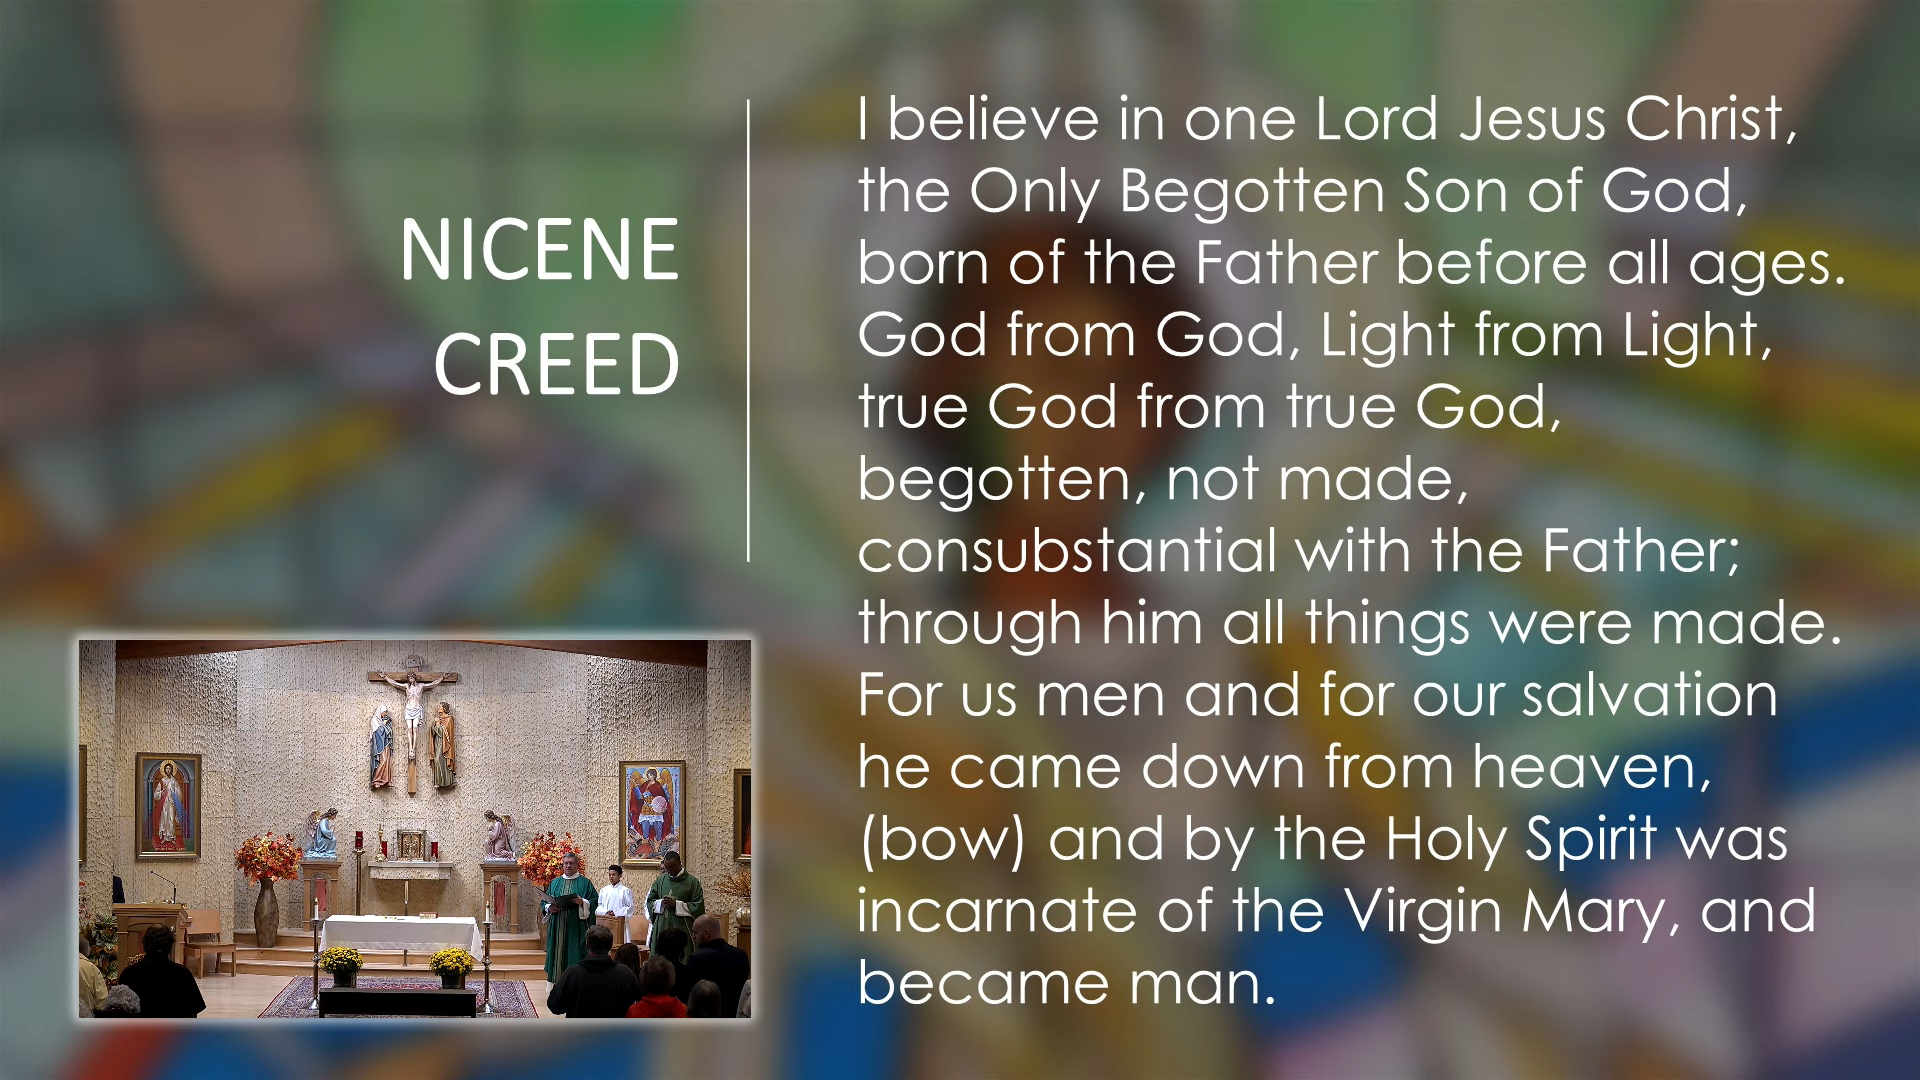 NICENE
CREED
I believe in one Lord Jesus Christ,
the Only Begotten Son of God,
born of the Father before all ages.
God from God, Light from Light,
true God from true God,
begotten, not made,
consubstantial with the Father;
through him all things were made.
For us men and for our salvation
he came down from heaven,
(bow) and by the Holy Spirit was
incarnate of the Virgin Mary, and
became man.